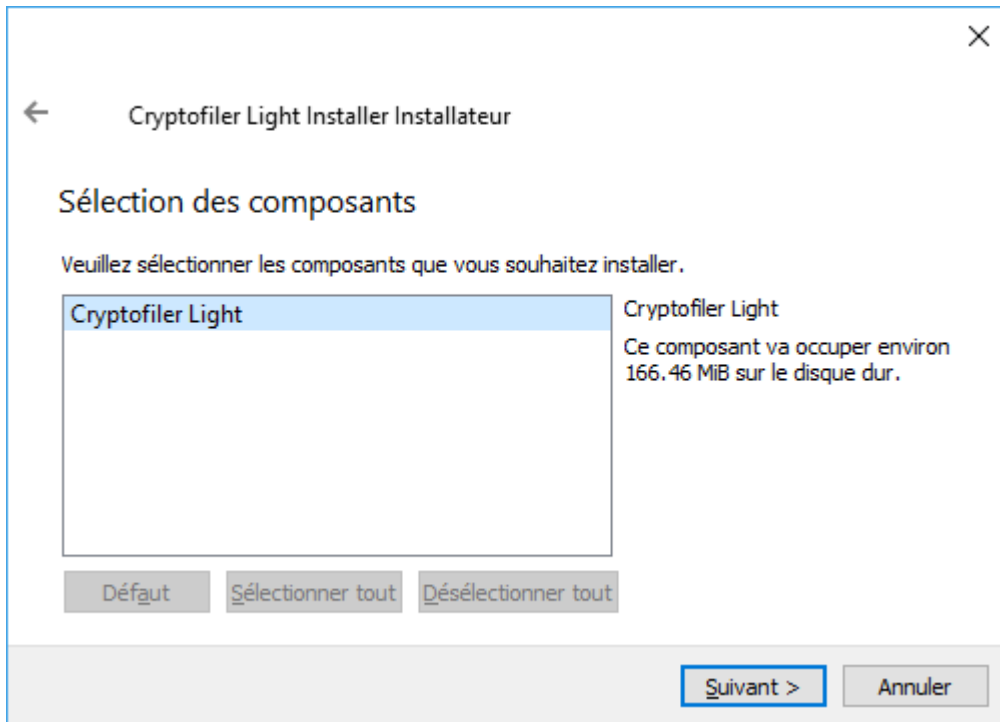 Cryptofiler Light Installer Installateur
Sélection des composants
Veuillez sélectionner les composants que vous souhaitez installer.
Cryptofiler Light
Cryptofiler Light
Ce composant va occuper environ
166.46 MiB sur le disque dur.
Défaut
Sélectionner tout
Désélectionner tout
Suivant >
Annuler